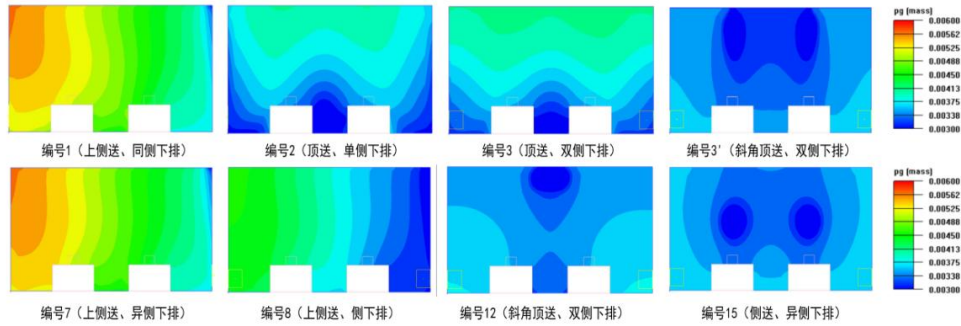 pg [mass]
0.00600
0.00562
0.00525
0.00488
0.00450
0.00413
0.00375
0.00338
0.00300
编号1（上侧送、同侧下排）
编号2（顶送、单侧下排）
编号3（顶送、双侧下排）
编号3'（斜角顶送、双侧下排）
pg [mass]
0.00600
0.00562
0.00525
0.00488
0.00450
0.00413
0.00375
0.00338
0.00300
编号7（上侧送、异侧下排）
编号8（上侧送、侧下排）
编号12（斜角顶送、双侧下排）
编号15（侧送、异侧下排）